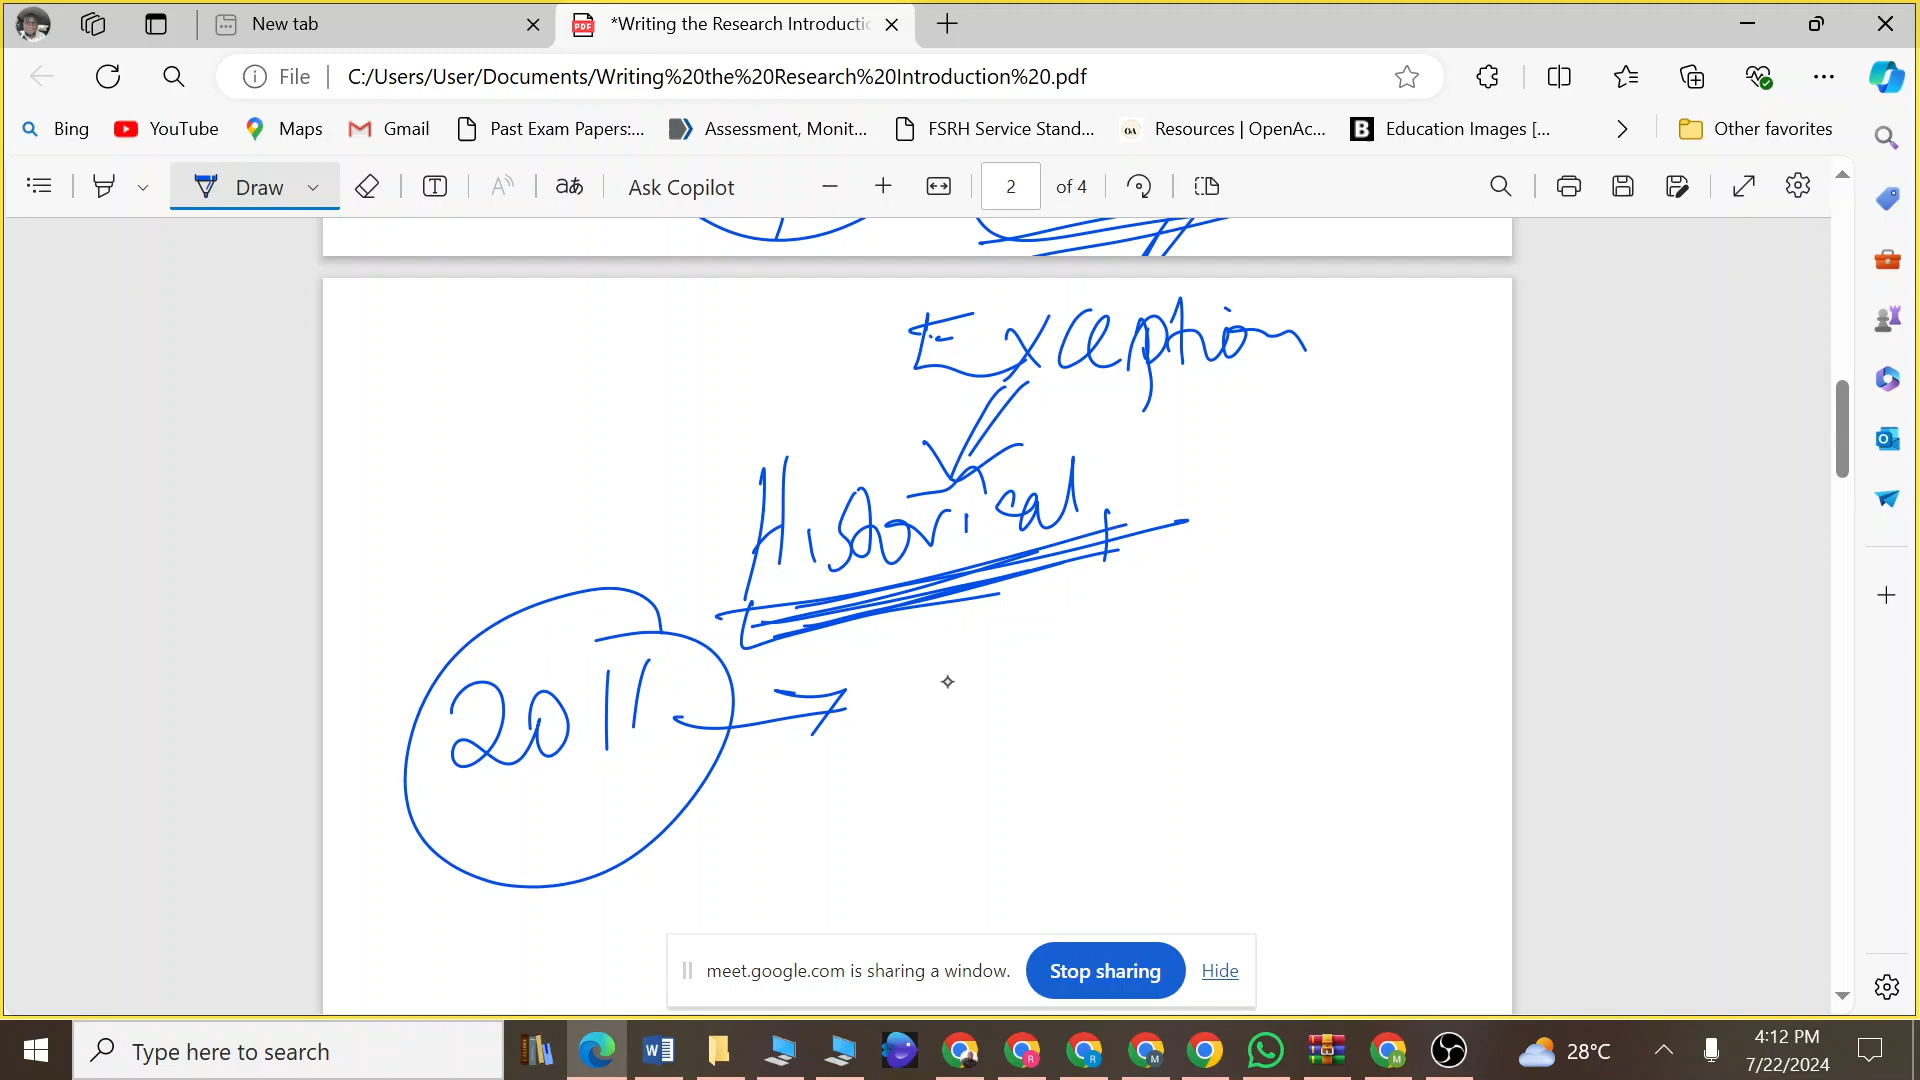 New tab
*Writing the Research Introductic
File
C:/Users/User/Documents/Writing%20the%20Research%20Introduction%20.pdf
Bing
YouTube
Maps
Gmail
Past Exam Papers:...
Assessment, Monit...
FSRH Service Stand...
Resources | OpenAc...
Education Images [...
Other favorites
Draw
Ask Copilot
2 of 4
Exception
Historical
2011
meet.google.com is sharing a window.
Stop sharing
Hide
Type here to search
28°C
4:12 PM
7/22/2024